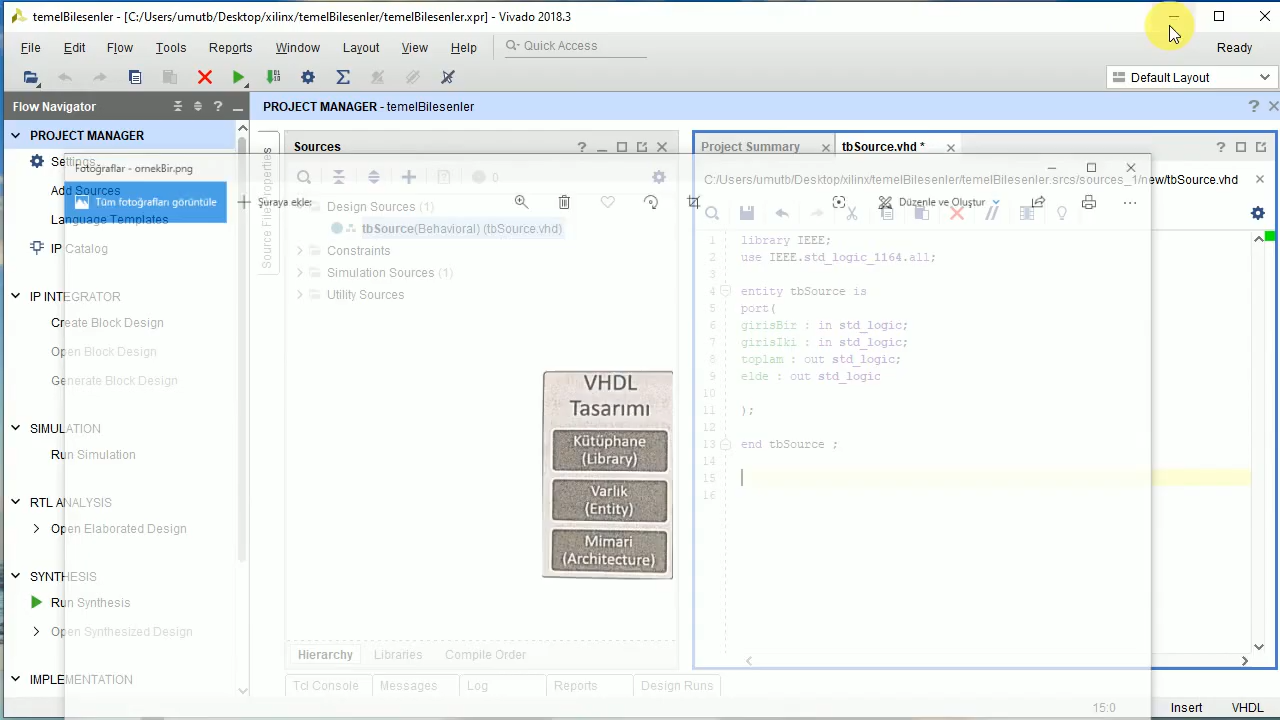 temelBilesenler - [C:/Users/umutb/Desktop/xilinx/temelBilesenler/temelBilesenler.xpr] - Vivado 2018.3
File Edit Flow Tools Reports Window Layout View Help Quick Access Ready
Default Layout
Flow Navigator
PROJECT MANAGER - temelBilesenler
PROJECT MANAGER
Settings
Add Sources
Language Templates
IP Catalog
IP INTEGRATOR
Create Block Design
Open Block Design
Generate Block Design
SIMULATION
Run Simulation
RTL ANALYSIS
Open Elaborated Design
SYNTHESIS
Run Synthesis
Open Synthesized Design
IMPLEMENTATION
Fotoğraflar - ornekBir.png
Tüm fotoğrafları görüntüle
Şuraya ekle:
Düzenle ve Oluştur
Source File Properties
Sources
0
Design Sources (1)
tbSource(Behavioral) (tbSource.vhd)
Constraints
Simulation Sources (1)
Utility Sources
VHDL
Tasarımı
Kütüphane
(Library)
Varlık
(Entity)
Mimari
(Architecture)
Hierarchy Libraries Compile Order
Tcl Console Messages Log Reports Design Runs
Project Summary tbSource.vhd *
C:/Users/umutb/Desktop/xilinx/temelBilesenler/temelBilesenler.srcs/sources_1/new/tbSource.vhd
1 library IEEE;
2 use IEEE.std_logic_1164.all;
3
4 entity tbSource is
5 port(
6 girisBir : in std_logic;
7 girisIki : in std_logic;
8 toplam : out std_logic;
9 elde : out std_logic
10
11 );
12
13 end tbSource ;
14
15
16
15:0 Insert VHDL